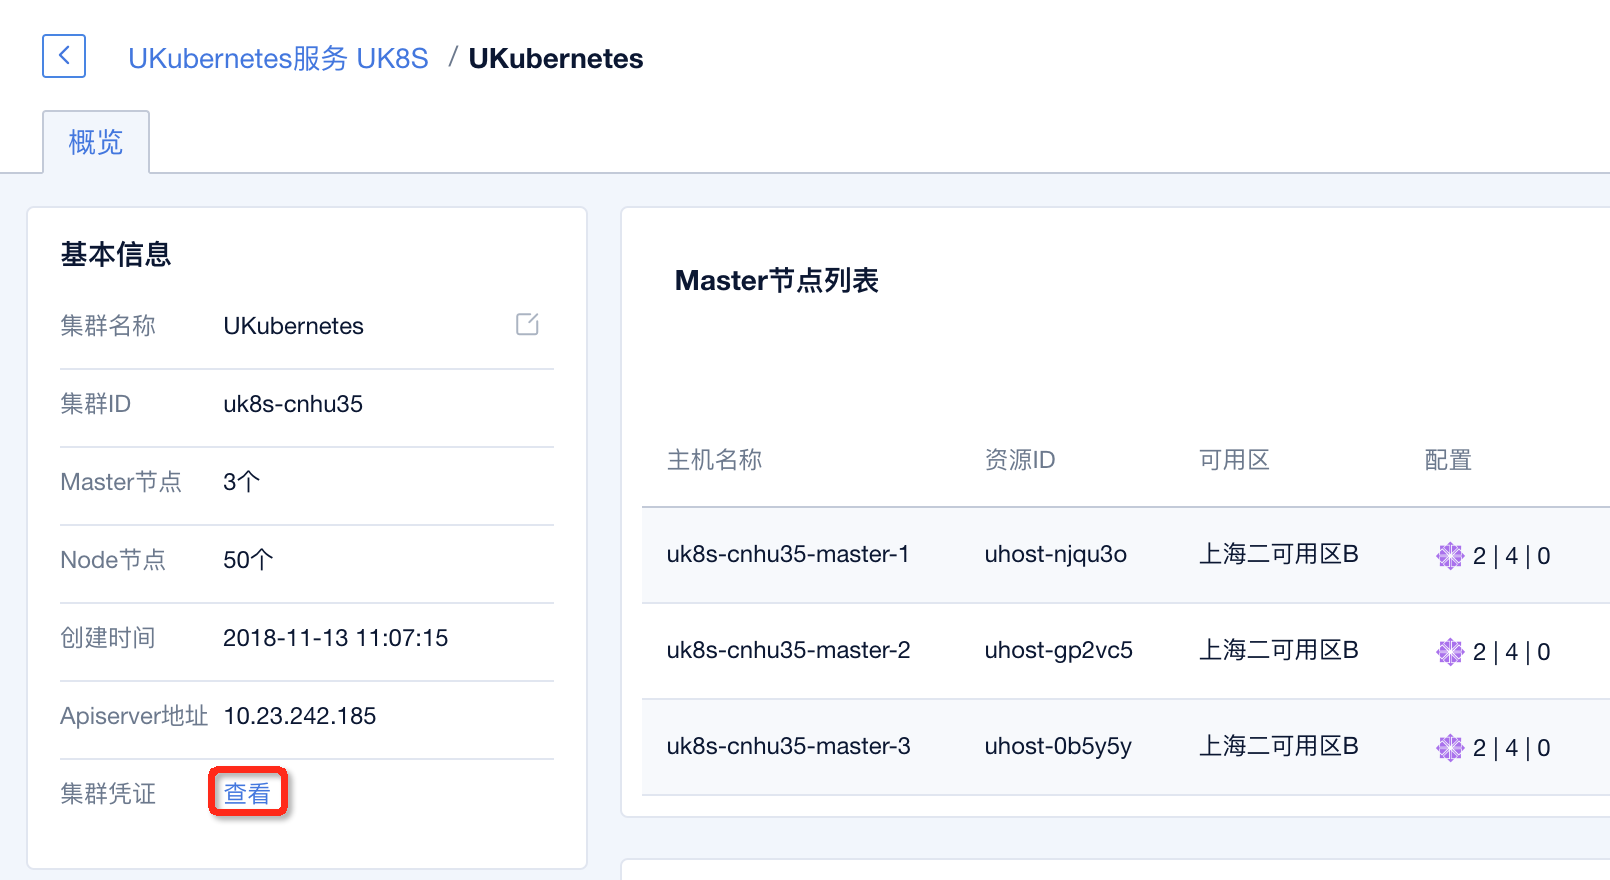 UKubernetes服务 UK8S / UKubernetes
概览
基本信息
集群名称 UKubernetes
集群ID uk8s-cnhu35
Master节点 3个
Node节点 50个
创建时间 2018-11-13 11:07:15
Apiserver地址 10.23.242.185
集群凭证 查看
Master节点列表
主机名称 资源ID 可用区 配置
uk8s-cnhu35-master-1 uhost-njqu3o 上海二可用区B 2 | 4 | 0
uk8s-cnhu35-master-2 uhost-gp2vc5 上海二可用区B 2 | 4 | 0
uk8s-cnhu35-master-3 uhost-0b5y5y 上海二可用区B 2 | 4 | 0